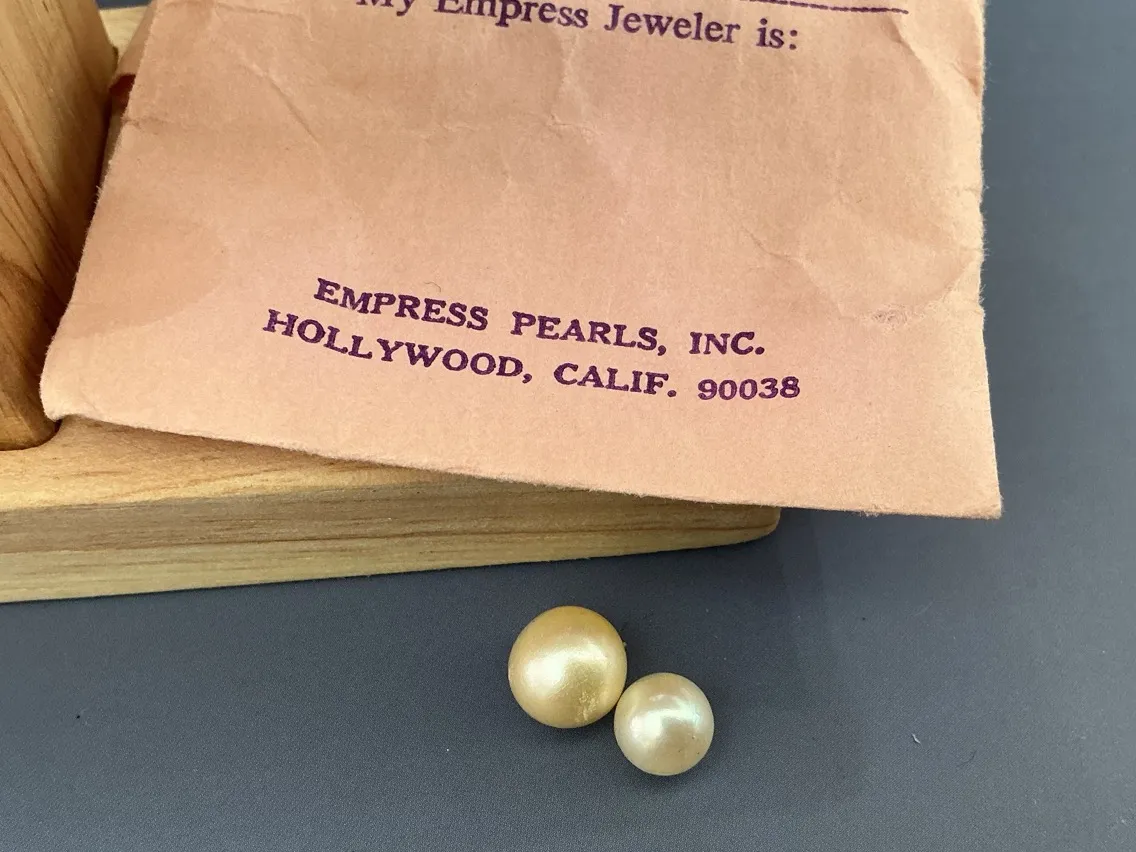 My Empress Jeweler is:
EMPRESS PEARLS, INC.
HOLLYWOOD, CALIF. 90038